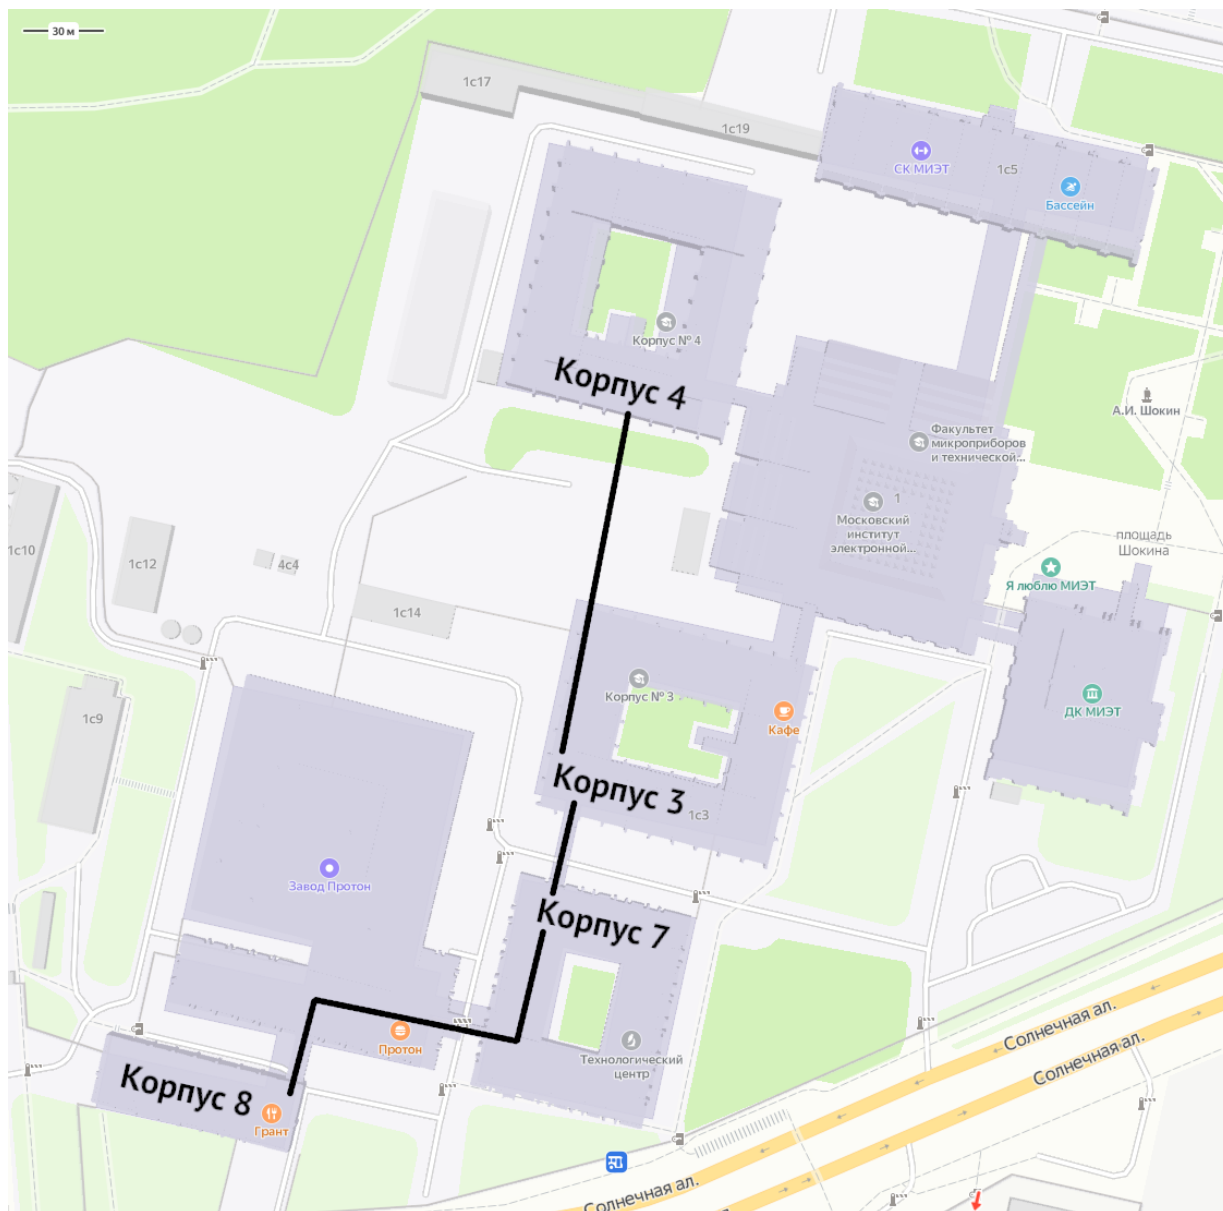 30 м
1с17
1с19
СК МИЭТ
1с5
Бассейн
Корпус № 4
Корпус 4
А.И. Шокин
Факультет
микроприборов
и технической...
1
Московский
институт
электронной...
площадь
Шокина
Я люблю МИЭТ
1с10
1с12
4с4
1с14
Корпус № 3
Кафе
ДК МИЭТ
1с9
Корпус 3
1с3
Завод Протон
Корпус 7
Протон
Технологический
центр
Солнечная ал.
Солнечная ал.
Корпус 8
Грант
Солнечная ал.